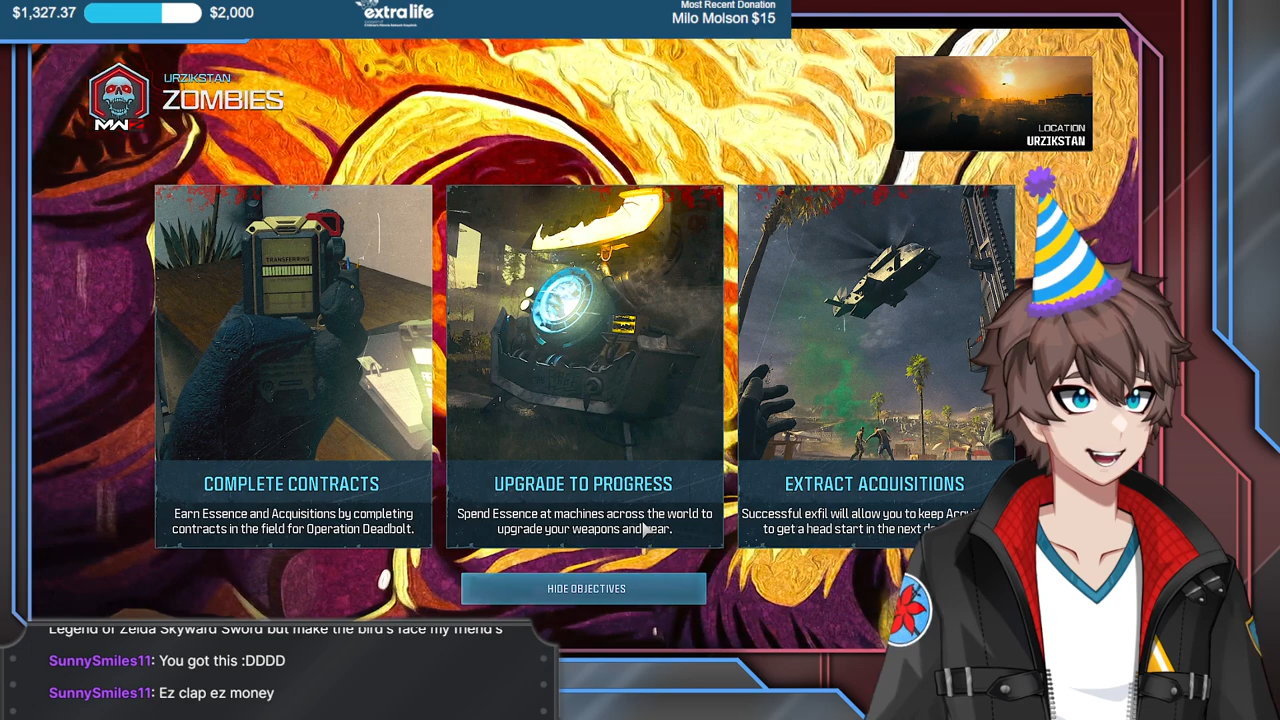 $1,327.37
$2,000
extralife
Most Recent Donation
Milo Molson $15
URZIKSTAN
ZOMBIES
MW3
LOCATION
URZIKSTAN
TRANSFERRING
COMPLETE CONTRACTS
Earn Essence and Acquisitions by completing
contracts in the field for Operation Deadbolt.
UPGRADE TO PROGRESS
Spend Essence at machines across the world to
upgrade your weapons and gear.
EXTRACT ACQUISITIONS
Successful exfil will allow you to keep
to get a head start in the next
HIDE OBJECTIVES
Legend of Zelda Skyward Sword but make the bird's face my friend's
SunnySmiles11: You got this :DDDD
SunnySmiles11: Ez clap ez money